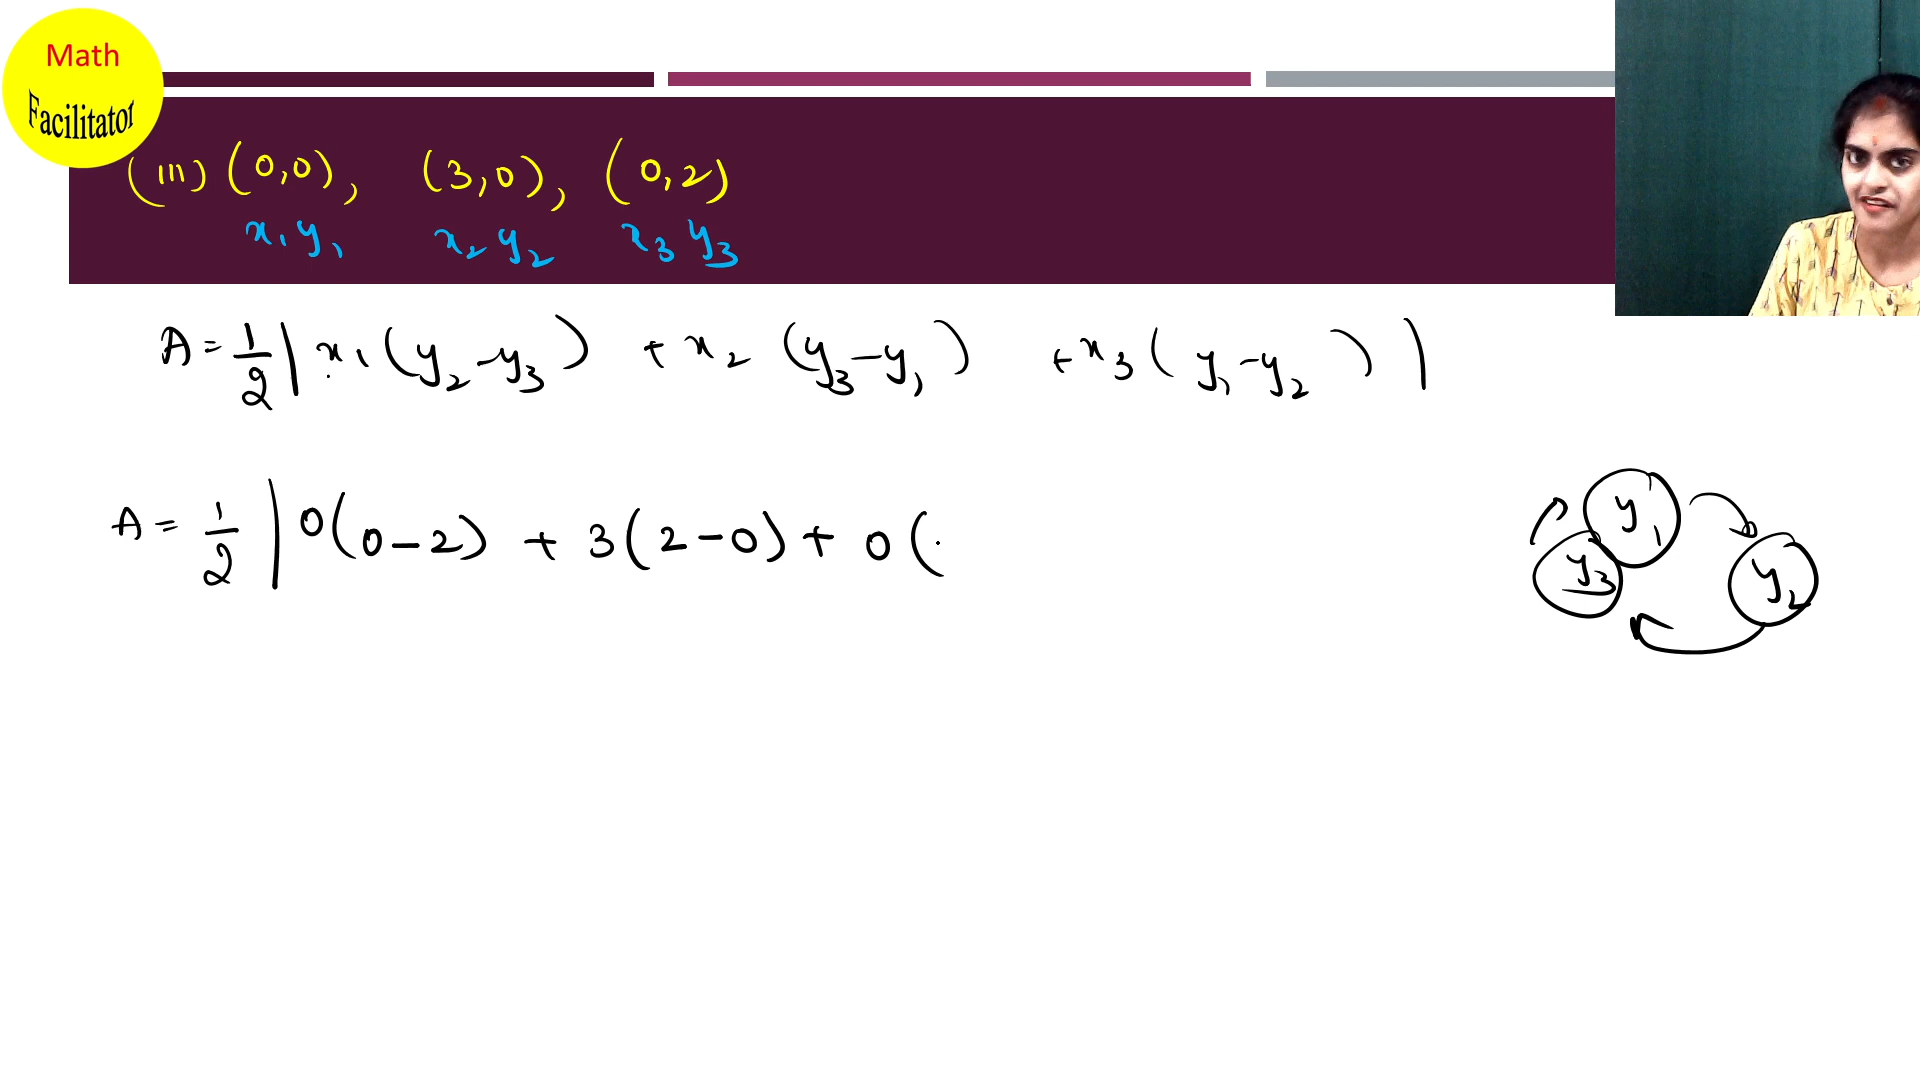 Math
Facilitator
(III) (0,0), (3,0), (0,2)
x₁ y₁ x₂ y₂ x₃ y₃
A = 1/2 | x₁ (y₂ - y₃) + x₂ (y₃ - y₁) + x₃ (y₁ - y₂) |
A = 1/2 | 0(0-2) + 3(2-0) + 0(
y₁
y₃ y₂